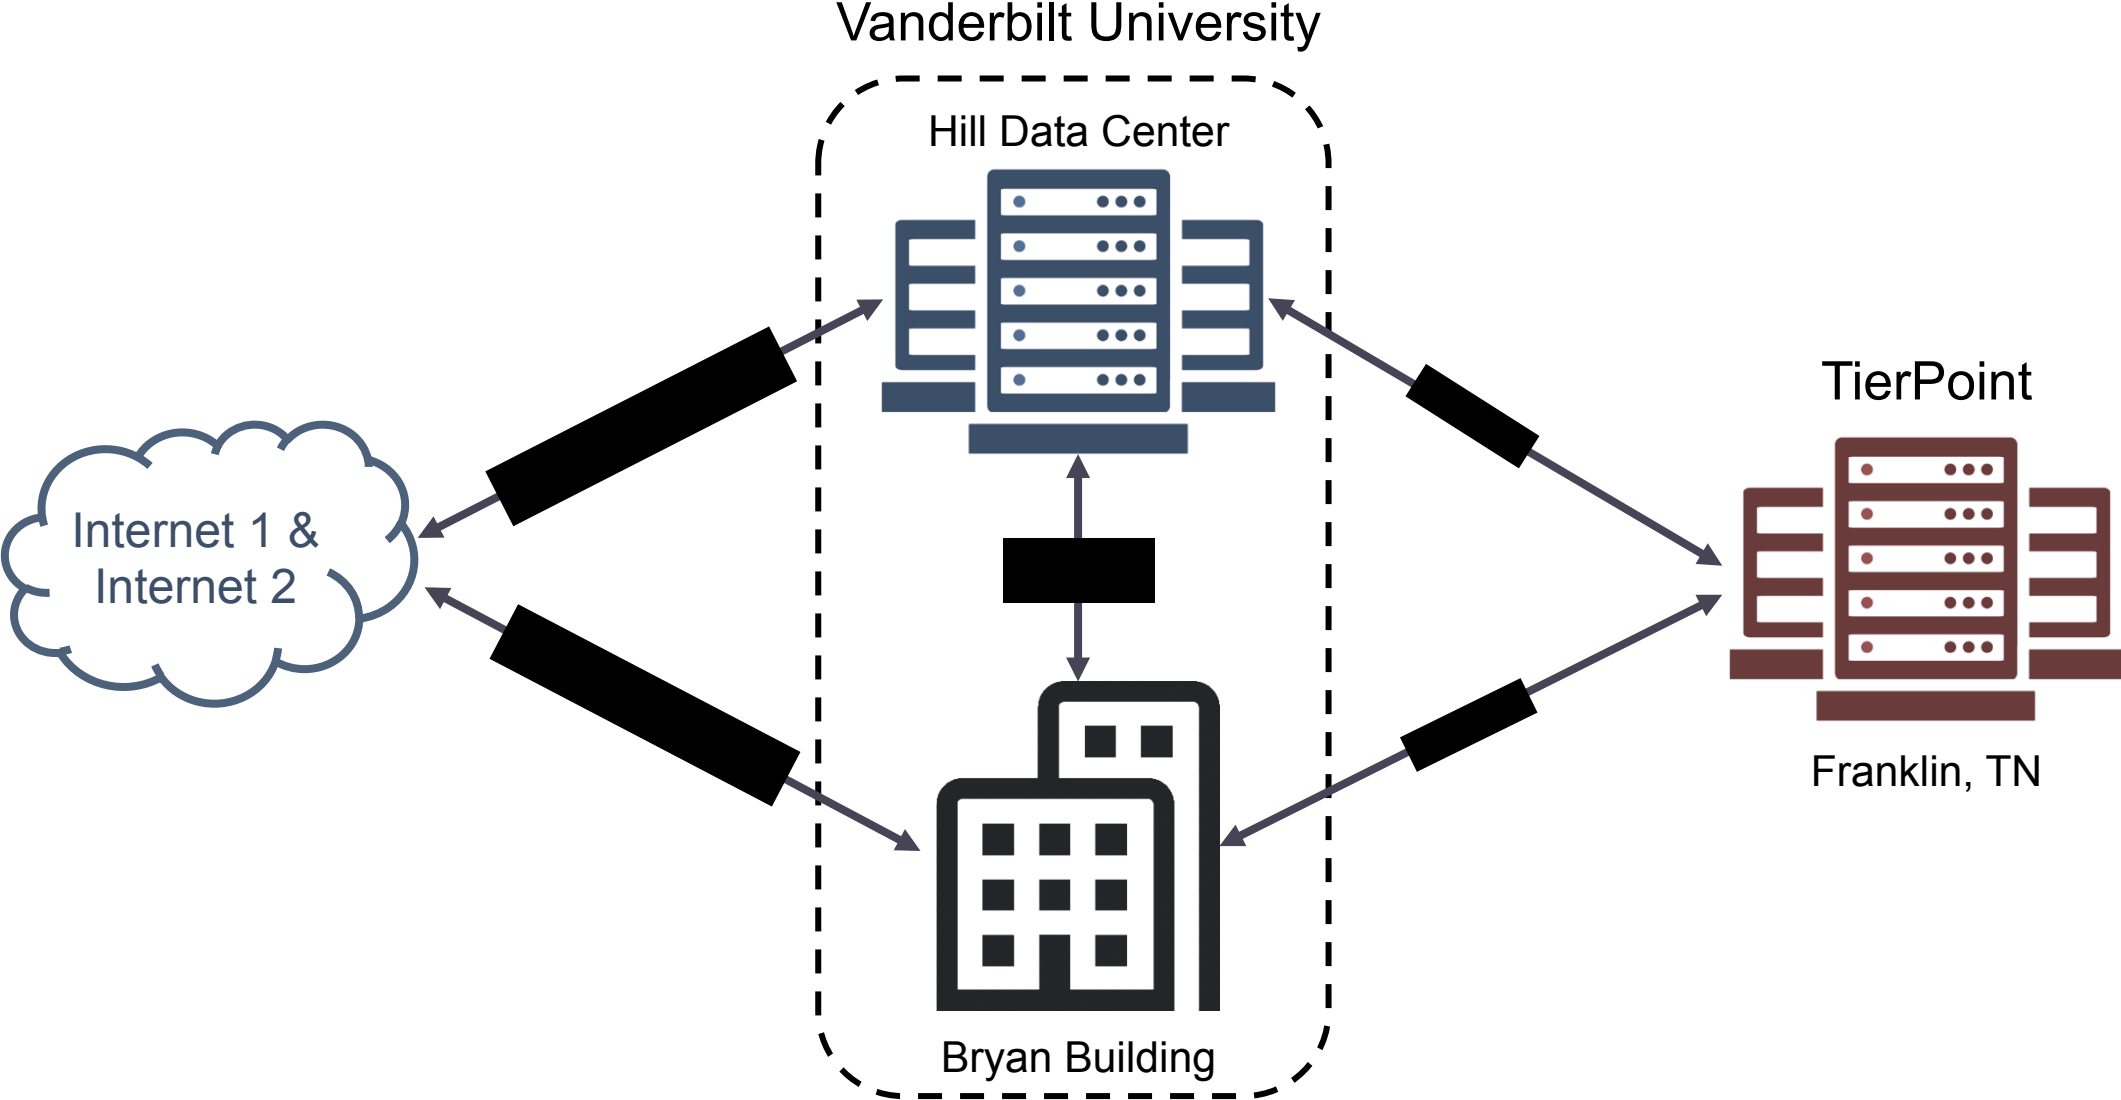 Vanderbilt University
Hill Data Center
TierPoint
Internet 1 &
Internet 2
Franklin, TN
Bryan Building